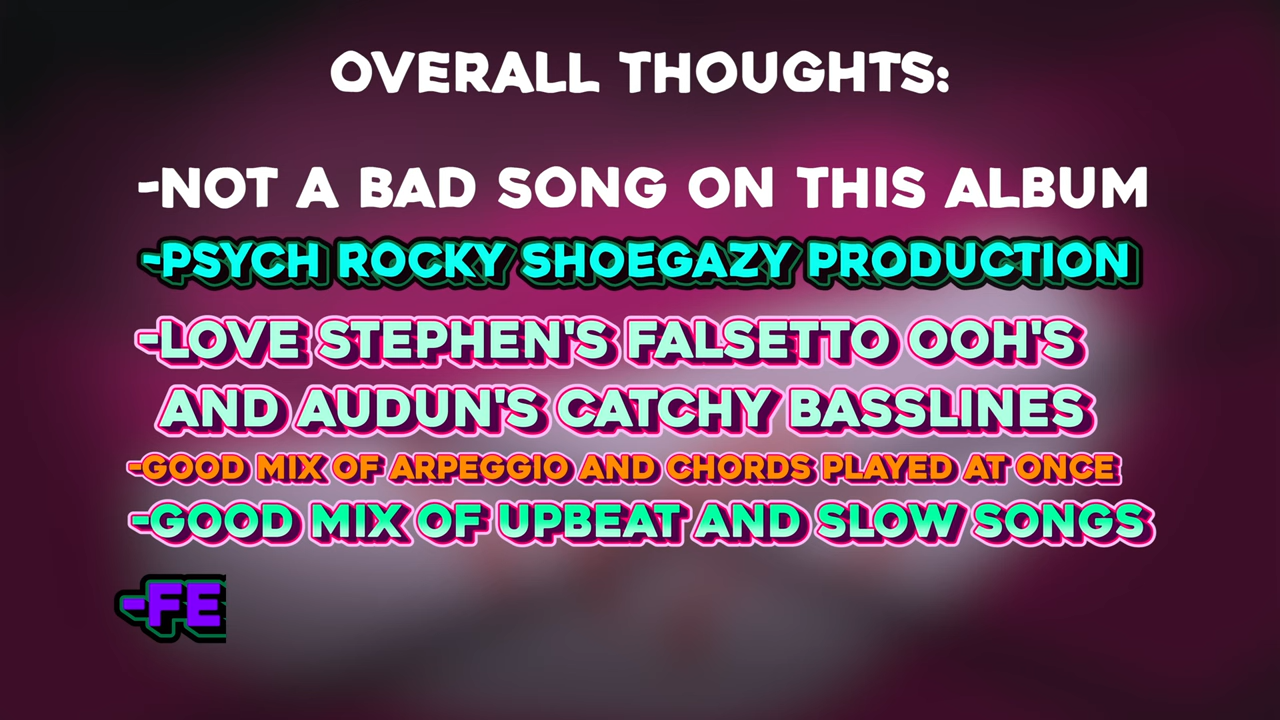 OVERALL THOUGHTS:
-NOT A BAD SONG ON THIS ALBUM
-PSYCH ROCKY SHOEGAZY PRODUCTION
-LOVE STEPHEN'S FALSETTO OOH'S
AND AUDUN'S CATCHY BASSLINES
-GOOD MIX OF ARPEGGIO AND CHORDS PLAYED AT ONCE
-GOOD MIX OF UPBEAT AND SLOW SONGS
-FE